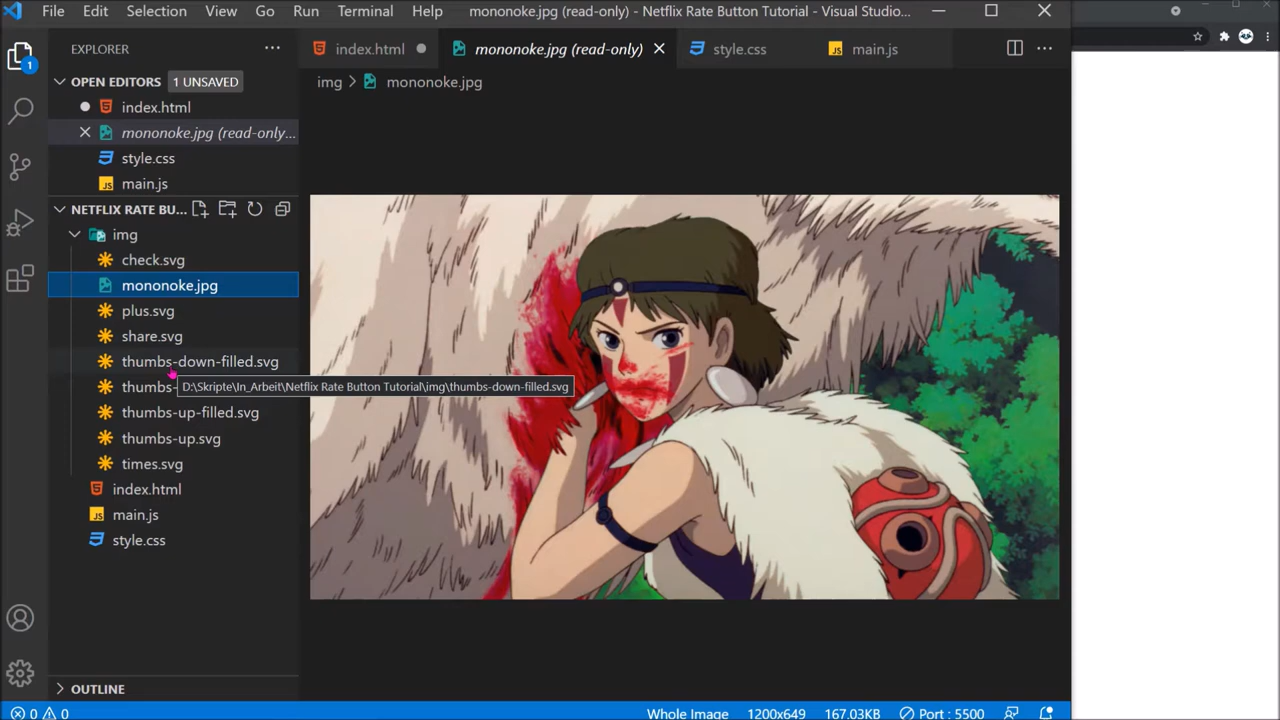 File Edit Selection View Go Run Terminal Help mononoke.jpg (read-only) - Netflix Rate Button Tutorial - Visual Studio...
EXPLORER
index.html
mononoke.jpg (read-only)
style.css
main.js
OPEN EDITORS 1 UNSAVED
img > mononoke.jpg
index.html
mononoke.jpg (read-only...
style.css
main.js
NETFLIX RATE BU...
img
check.svg
mononoke.jpg
plus.svg
share.svg
thumbs-down-filled.svg
thumbs-
D:\Skripte\In_Arbeit\Netflix Rate Button Tutorial\img\thumbs-down-filled.svg
thumbs-up-filled.svg
thumbs-up.svg
times.svg
index.html
main.js
style.css
OUTLINE
0 0 Whole Image 1200x649 167.03KB Port : 5500